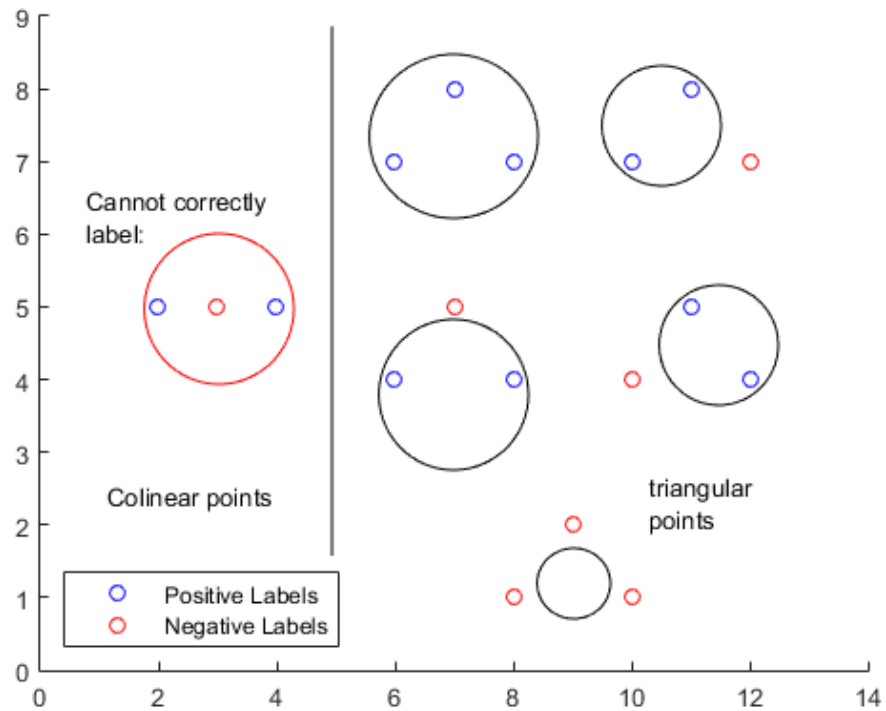 9
8
7
6
5
4
3
2
1
0
Cannot correctly
label:
Colinear points
triangular
points
Positive Labels
Negative Labels
0 2 4 6 8 10 12 14